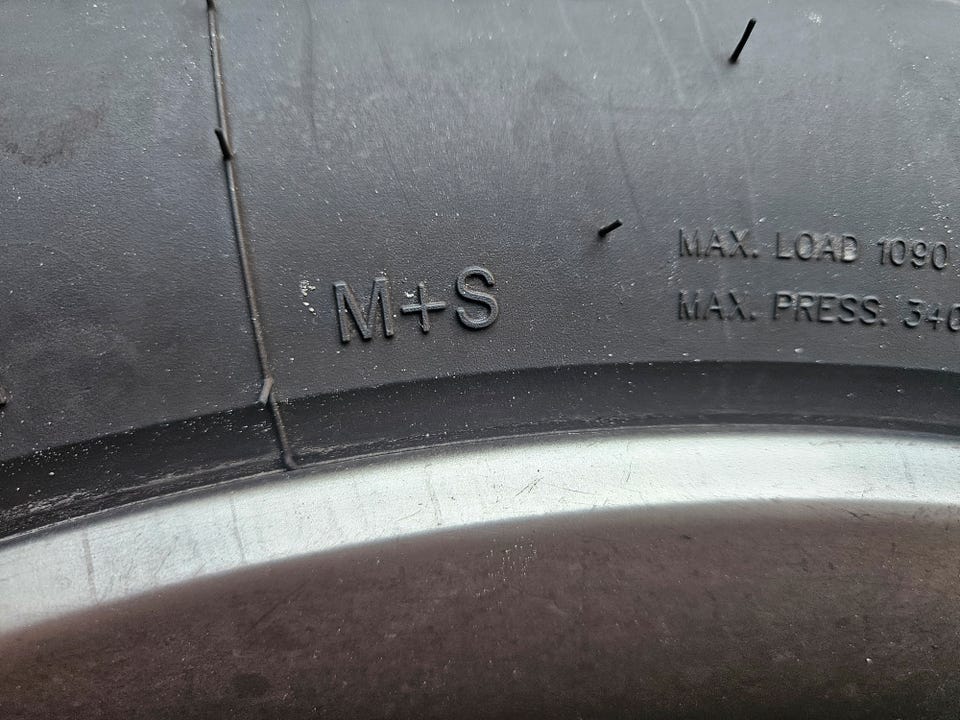 M+S
MAX. LOAD 1090
MAX. PRESS. 340